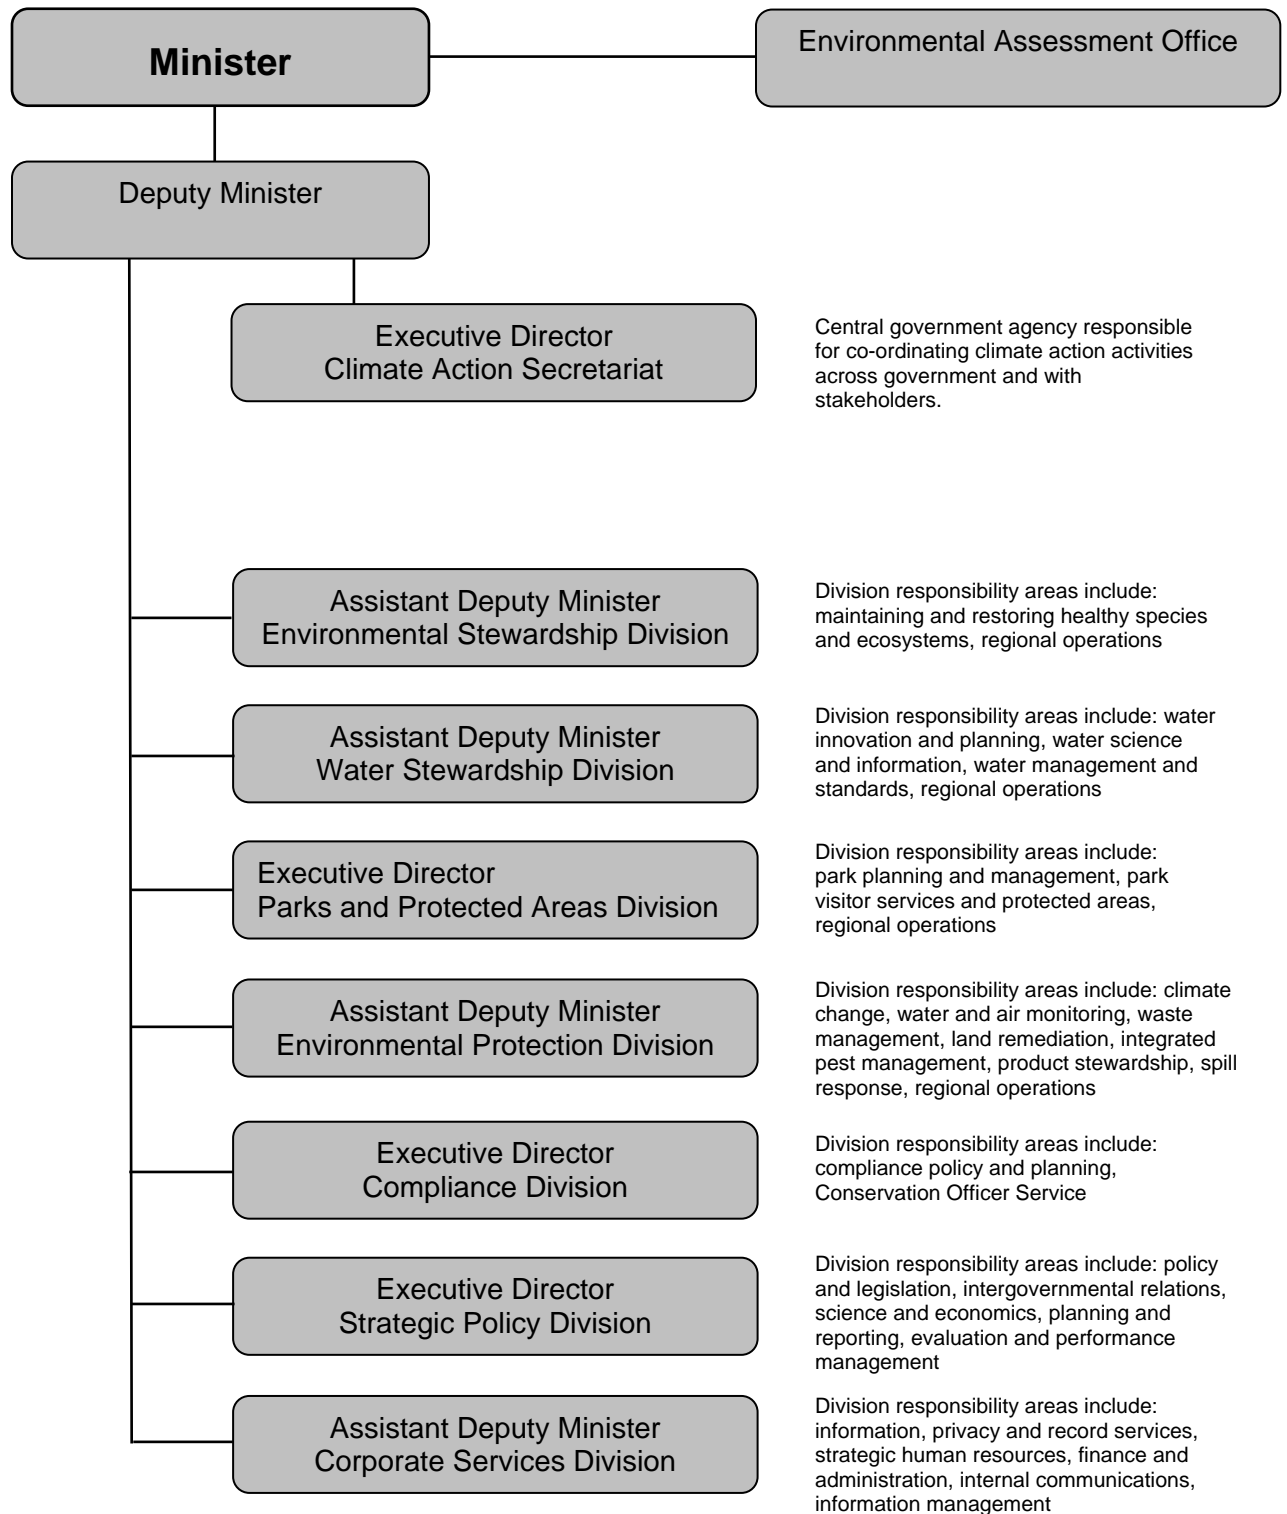 Minister
Environmental Assessment Office
Deputy Minister
Executive Director
Climate Action Secretariat
Central government agency responsible
for co-ordinating climate action activities
across government and with
stakeholders.
Assistant Deputy Minister
Environmental Stewardship Division
Division responsibility areas include:
maintaining and restoring healthy species
and ecosystems, regional operations
Assistant Deputy Minister
Water Stewardship Division
Division responsibility areas include: water
innovation and planning, water science
and information, water management and
standards, regional operations
Executive Director
Parks and Protected Areas Division
Division responsibility areas include:
park planning and management, park
visitor services and protected areas,
regional operations
Assistant Deputy Minister
Environmental Protection Division
Division responsibility areas include: climate
change, water and air monitoring, waste
management, land remediation, integrated
pest management, product stewardship, spill
response, regional operations
Executive Director
Compliance Division
Division responsibility areas include:
compliance policy and planning,
Conservation Officer Service
Executive Director
Strategic Policy Division
Division responsibility areas include: policy
and legislation, intergovernmental relations,
science and economics, planning and
reporting, evaluation and performance
management
Assistant Deputy Minister
Corporate Services Division
Division responsibility areas include:
information, privacy and record services,
strategic human resources, finance and
administration, internal communications,
information management